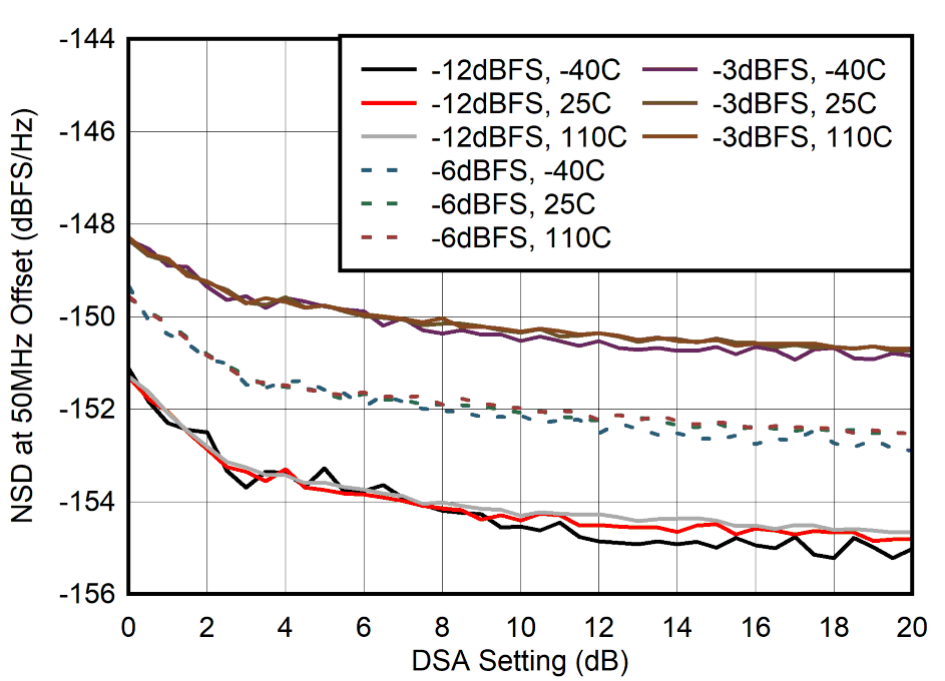 -144
-146
-148
-150
-152
-154
-156
NSD at 50MHz Offset (dBFS/Hz)
-12dBFS, -40C
-12dBFS, 25C
-12dBFS, 110C
-6dBFS, -40C
-6dBFS, 25C
-6dBFS, 110C
-3dBFS, -40C
-3dBFS, 25C
-3dBFS, 110C
0 2 4 6 8 10 12 14 16 18 20
DSA Setting (dB)